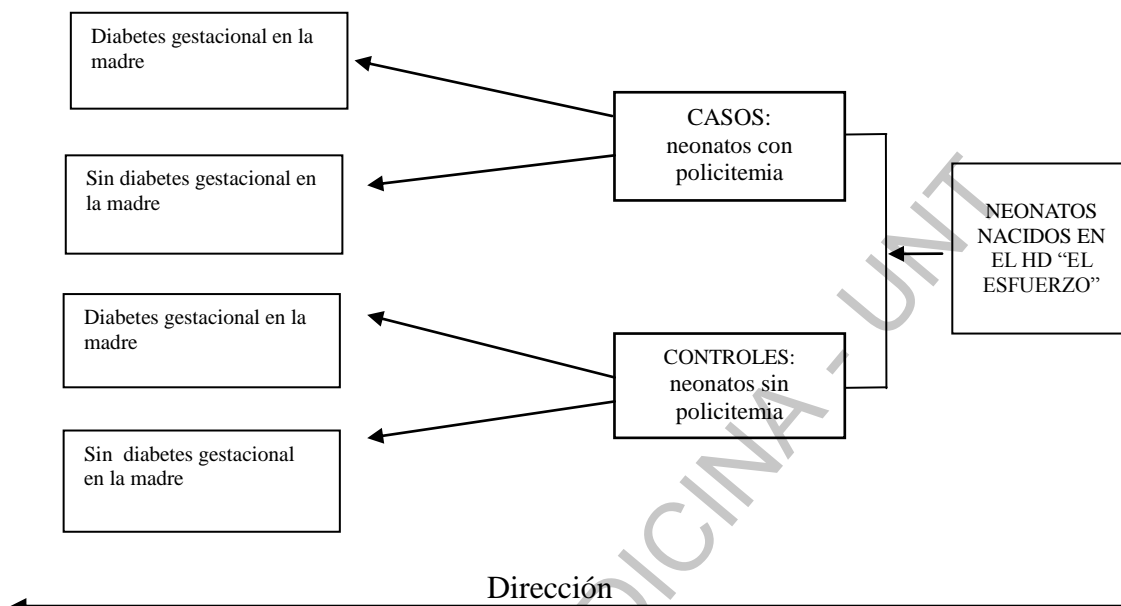 Diabetes gestacional en la
madre
Sin diabetes gestacional en
la madre
Diabetes gestacional en la
madre
Sin diabetes gestacional
en la madre
CASOS:
neonatos con
policitemia
CONTROLES:
neonatos sin
policitemia
NEONATOS
NACIDOS EN
EL HD “EL
ESFUERZO”
Dirección
DICINA - UNT